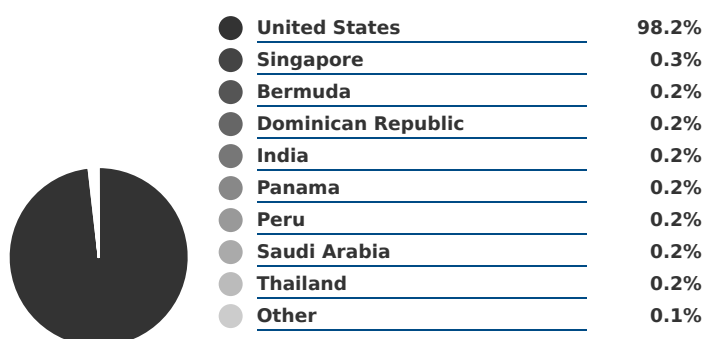 United States 98.2%
Singapore 0.3%
Bermuda 0.2%
Dominican Republic 0.2%
India 0.2%
Panama 0.2%
Peru 0.2%
Saudi Arabia 0.2%
Thailand 0.2%
Other 0.1%